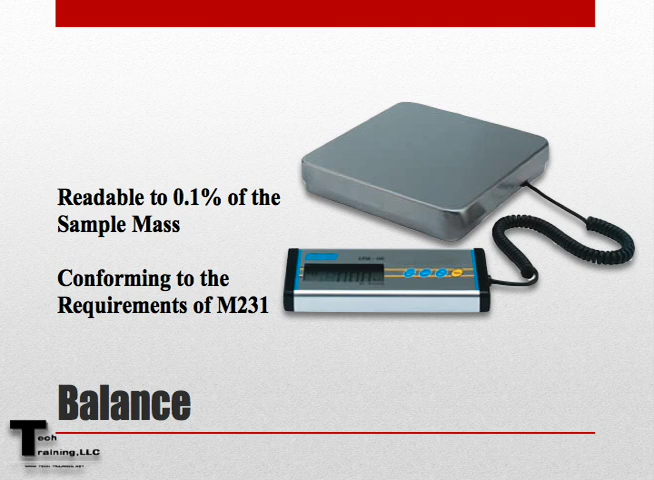 Readable to 0.1% of the
Sample Mass
Conforming to the
Requirements of M231
Balance
Tech
Training, LLC